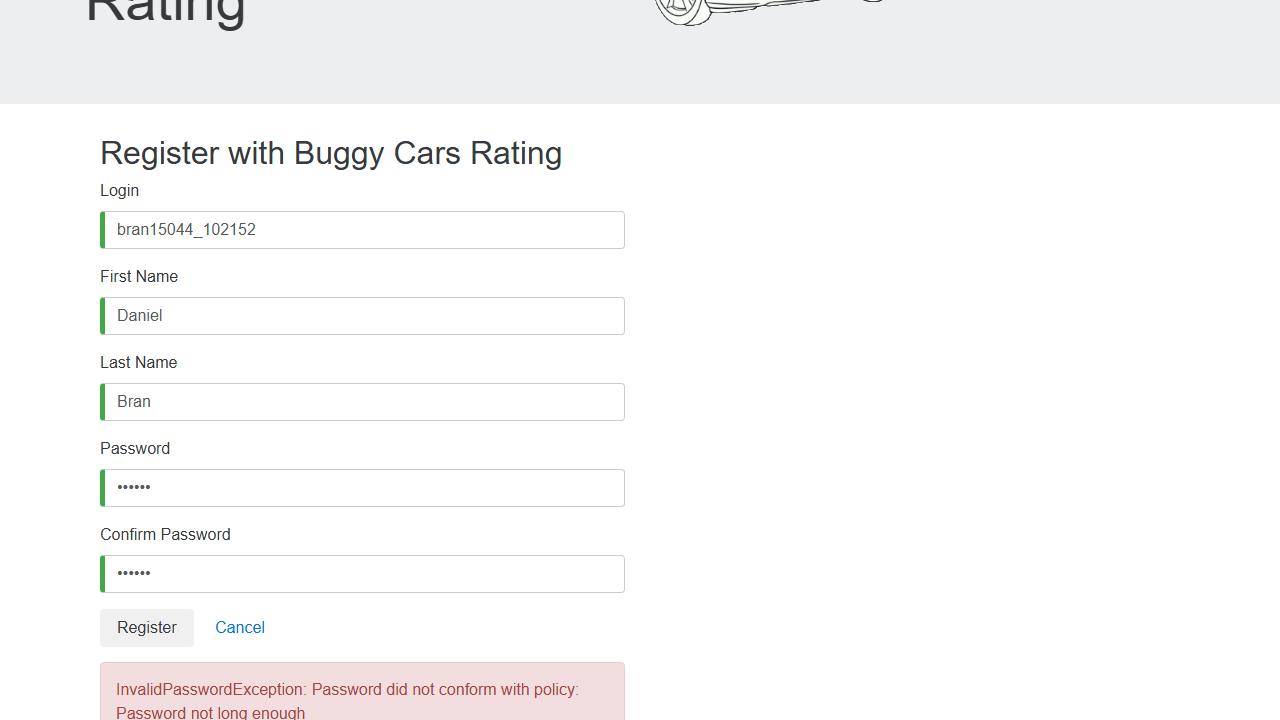 Rating
Register with Buggy Cars Rating
Login
bran15044_102152
First Name
Daniel
Last Name
Bran
Password
••••••
Confirm Password
••••••
Register Cancel
InvalidPasswordException: Password did not conform with policy:
Password not long enough